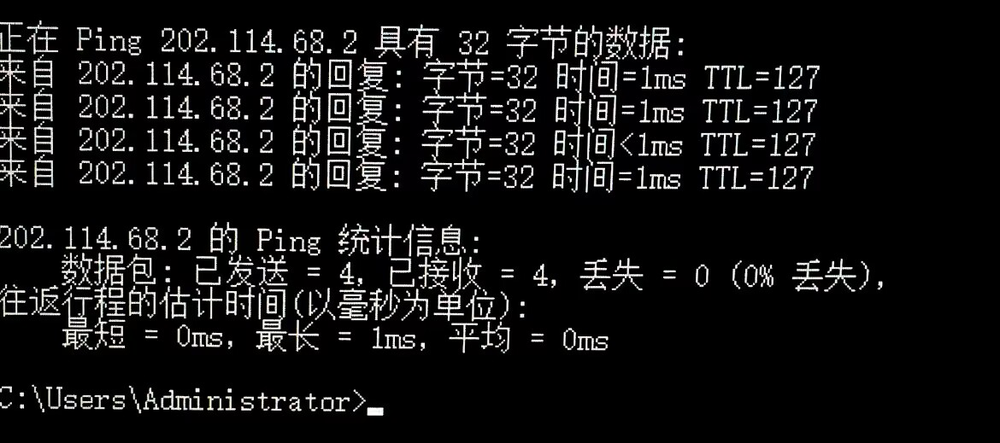 正在 Ping 202.114.68.2 具有 32 字节的数据:
来自 202.114.68.2 的回复: 字节=32 时间=1ms TTL=127
来自 202.114.68.2 的回复: 字节=32 时间=1ms TTL=127
来自 202.114.68.2 的回复: 字节=32 时间<1ms TTL=127
来自 202.114.68.2 的回复: 字节=32 时间=1ms TTL=127
202.114.68.2 的 Ping 统计信息:
数据包: 已发送 = 4, 已接收 = 4, 丢失 = 0 (0% 丢失),
往返行程的估计时间(以毫秒为单位):
最短 = 0ms, 最长 = 1ms, 平均 = 0ms
C:\Users\Administrator>